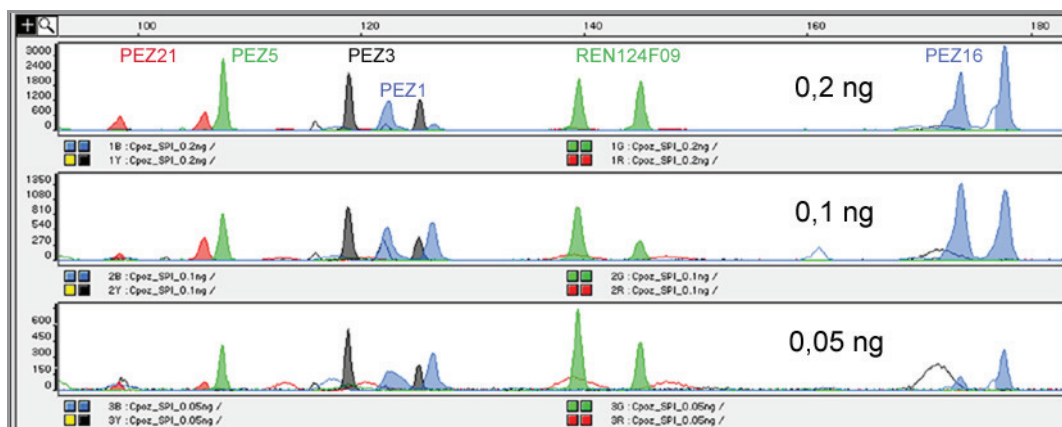 100 120 140 160 180
PEZ21 PEZ5 PEZ3 REN124F09 PEZ16
PEZ1
0,2 ng
3000
2400
1800
1200
600
0
1B : Cpoz_SPI_0.2ng / 1G : Cpoz_SPI_0.2ng /
1Y : Cpoz_SPI_0.2ng / 1R : Cpoz_SPI_0.2ng /
0,1 ng
1350
1080
810
540
270
0
2B : Cpoz_SPI_0.1ng / 2G : Cpoz_SPI_0.1ng /
2Y : Cpoz_SPI_0.1ng / 2R : Cpoz_SPI_0.1ng /
0,05 ng
600
450
300
150
0
3B : Cpoz_SPI_0.05ng / 3G : Cpoz_SPI_0.05ng /
3Y : Cpoz_SPI_0.05ng / 3R : Cpoz_SPI_0.05ng /